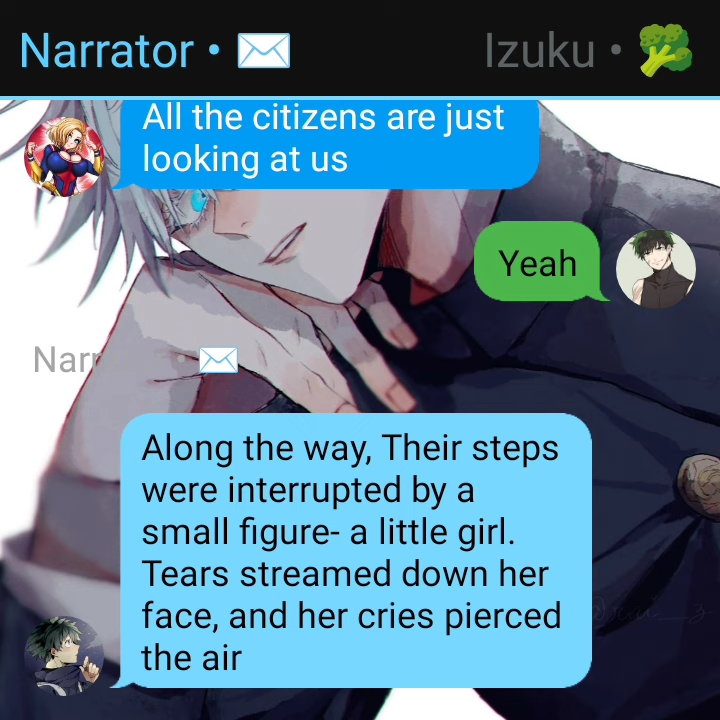 Narrator • ✉️
Izuku • 🥦
All the citizens are just
looking at us
Yeah
Along the way, Their steps
were interrupted by a
small figure- a little girl.
Tears streamed down her
face, and her cries pierced
the air